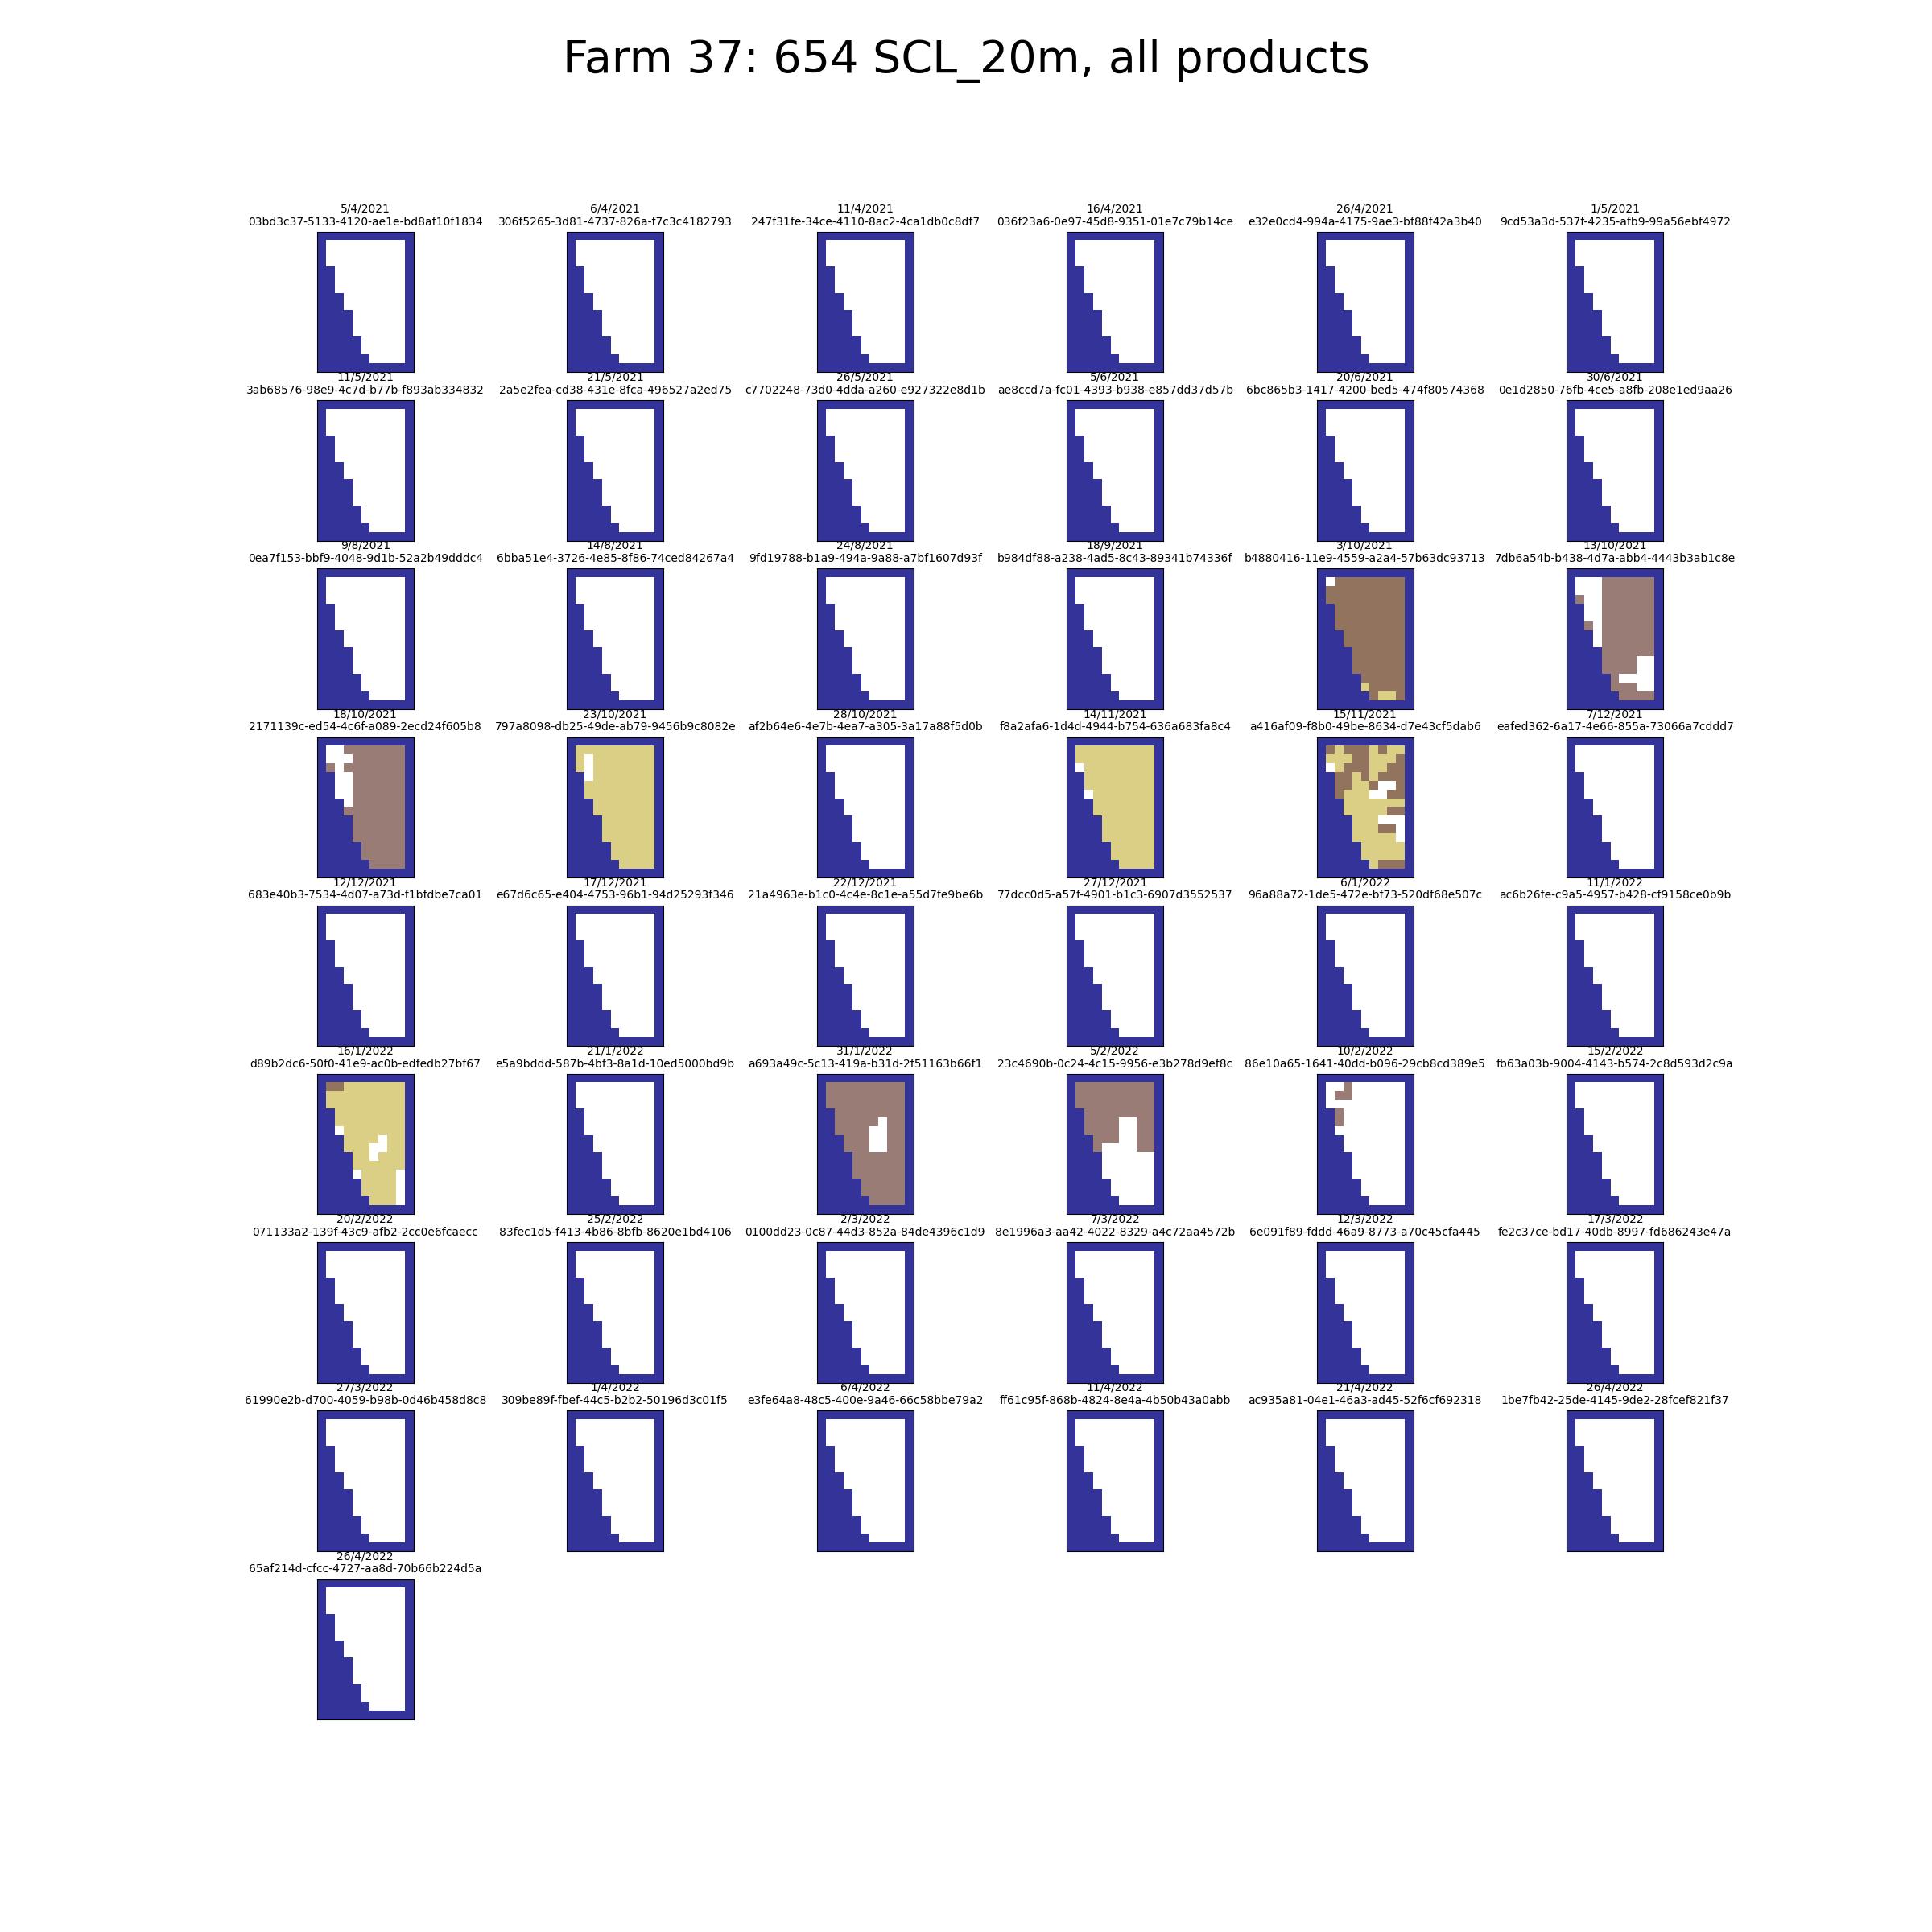 Farm 37: 654 SCL_20m, all products
5/4/2021
03bd3c37-5133-4120-ae1e-bd8af10f1834
6/4/2021
306f5265-3d81-4737-826a-f7c3c4182793
11/4/2021
247f31fe-34ce-4110-8ac2-4ca1db0c8df7
16/4/2021
036f23a6-0e97-45d8-9351-01e7c79b14ce
26/4/2021
e32e0cd4-994a-4175-9ae3-bf88f42a3b40
1/5/2021
9cd53a3d-537f-4235-afb9-99a56ebf4972
11/5/2021
3ab68576-98e9-4c7d-b77b-f893ab334832
21/5/2021
2a5e2fea-cd38-431e-8fca-496527a2ed75
26/5/2021
c7702248-73d0-4dda-a260-e927322e8d1b
5/6/2021
ae8ccd7a-fc01-4393-b938-e857dd37d57b
20/6/2021
6bc865b3-1417-4200-bed5-474f80574368
30/6/2021
0e1d2850-76fb-4ce5-a8fb-208e1ed9aa26
9/8/2021
0ea7f153-bbf9-4048-9d1b-52a2b49dddc4
14/8/2021
6bba51e4-3726-4e85-8f86-74ced84267a4
24/8/2021
9fd19788-b1a9-494a-9a88-a7bf1607d93f
18/9/2021
b984df88-a238-4ad5-8c43-89341b74336f
3/10/2021
b4880416-11e9-4559-a2a4-57b63dc93713
13/10/2021
7db6a54b-b438-4d7a-abb4-4443b3ab1c8e
18/10/2021
2171139c-ed54-4c6f-a089-2ecd24f605b8
23/10/2021
797a8098-db25-49de-ab79-9456b9c8082e
28/10/2021
af2b64e6-4e7b-4ea7-a305-3a17a88f5d0b
14/11/2021
f8a2afa6-1d4d-4944-b754-636a683fa8c4
15/11/2021
a416af09-f8b0-49be-8634-d7e43cf5dab6
7/12/2021
eafed362-6a17-4e66-855a-73066a7cddd7
12/12/2021
683e40b3-7534-4d07-a73d-f1bfdbe7ca01
17/12/2021
e67d6c65-e404-4753-96b1-94d25293f346
22/12/2021
21a4963e-b1c0-4c4e-8c1e-a55d7fe9be6b
27/12/2021
77dcc0d5-a57f-4901-b1c3-6907d3552537
6/1/2022
96a88a72-1de5-472e-bf73-520df68e507c
11/1/2022
ac6b26fe-c9a5-4957-b428-cf9158ce0b9b
16/1/2022
d89b2dc6-50f0-41e9-ac0b-edfedb27bf67
21/1/2022
e5a9bddd-587b-4bf3-8a1d-10ed5000bd9b
31/1/2022
a693a49c-5c13-419a-b31d-2f51163b66f1
5/2/2022
23c4690b-0c24-4c15-9956-e3b278d9ef8c
10/2/2022
86e10a65-1641-40dd-b096-29cb8cd389e5
15/2/2022
fb63a03b-9004-4143-b574-2c8d593d2c9a
20/2/2022
071133a2-139f-43c9-afb2-2cc0e6fcaecc
25/2/2022
83fec1d5-f413-4b86-8bfb-8620e1bd4106
2/3/2022
0100dd23-0c87-44d3-852a-84de4396c1d9
7/3/2022
8e1996a3-aa42-4022-8329-a4c72aa4572b
12/3/2022
6e091f89-fddd-46a9-8773-a70c45cfa445
17/3/2022
fe2c37ce-bd17-40db-8997-fd686243e47a
27/3/2022
61990e2b-d700-4059-b98b-0d46b458d8c8
1/4/2022
309be89f-fbef-44c5-b2b2-50196d3c01f5
6/4/2022
e3fe64a8-48c5-400e-9a46-66c58bbe79a2
11/4/2022
ff61c95f-868b-4824-8e4a-4b50b43a0abb
21/4/2022
ac935a81-04e1-46a3-ad45-52f6cf692318
26/4/2022
1be7fb42-25de-4145-9de2-28fcef821f37
26/4/2022
65af214d-cfcc-4727-aa8d-70b66b224d5a